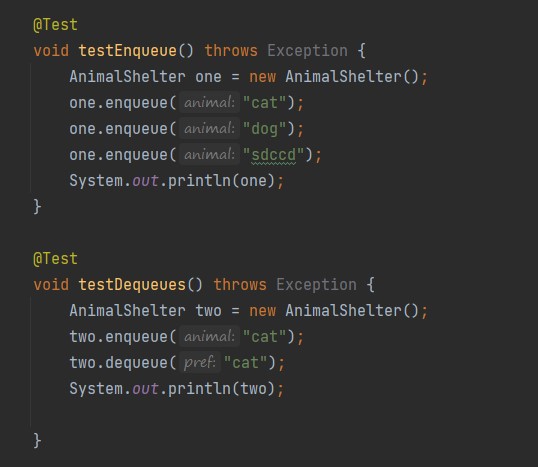 @Test
void testEnqueue() throws Exception {
AnimalShelter one = new AnimalShelter();
one.enqueue( animal: "cat");
one.enqueue( animal: "dog");
one.enqueue( animal: "sdccd");
System.out.println(one);
}
@Test
void testDequeues() throws Exception {
AnimalShelter two = new AnimalShelter();
two.enqueue( animal: "cat");
two.dequeue( pref: "cat");
System.out.println(two);
}